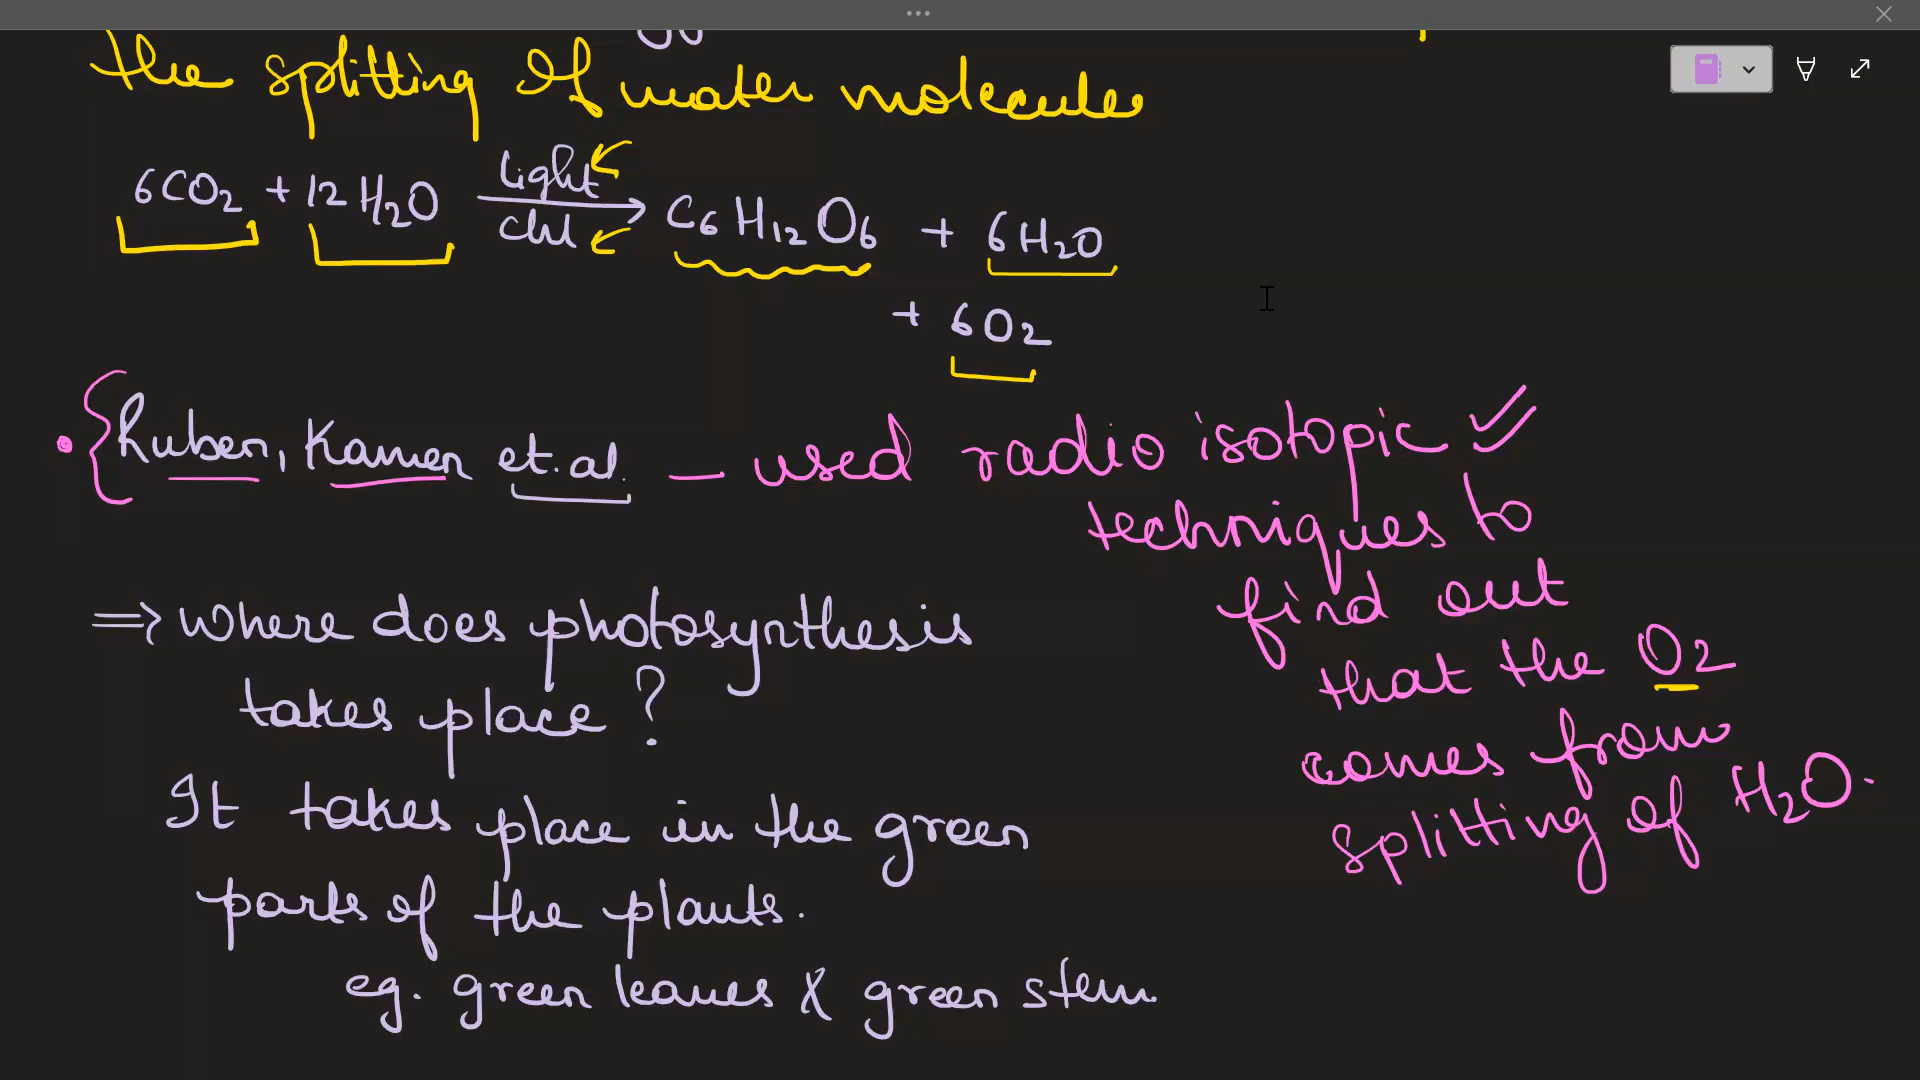 the splitting of water molecules
6CO₂ + 12H₂O light chl → C₆H₁₂O₆ + 6H₂O
+ 6O₂
Ruben, Kamen et.al. — used radio isotopic
techniques to
find out
that the O₂
comes from
splitting of H₂O.
⇒ Where does photosynthesis
takes place?
It takes place in the green
parts of the plants.
eg. green leaves & green stem